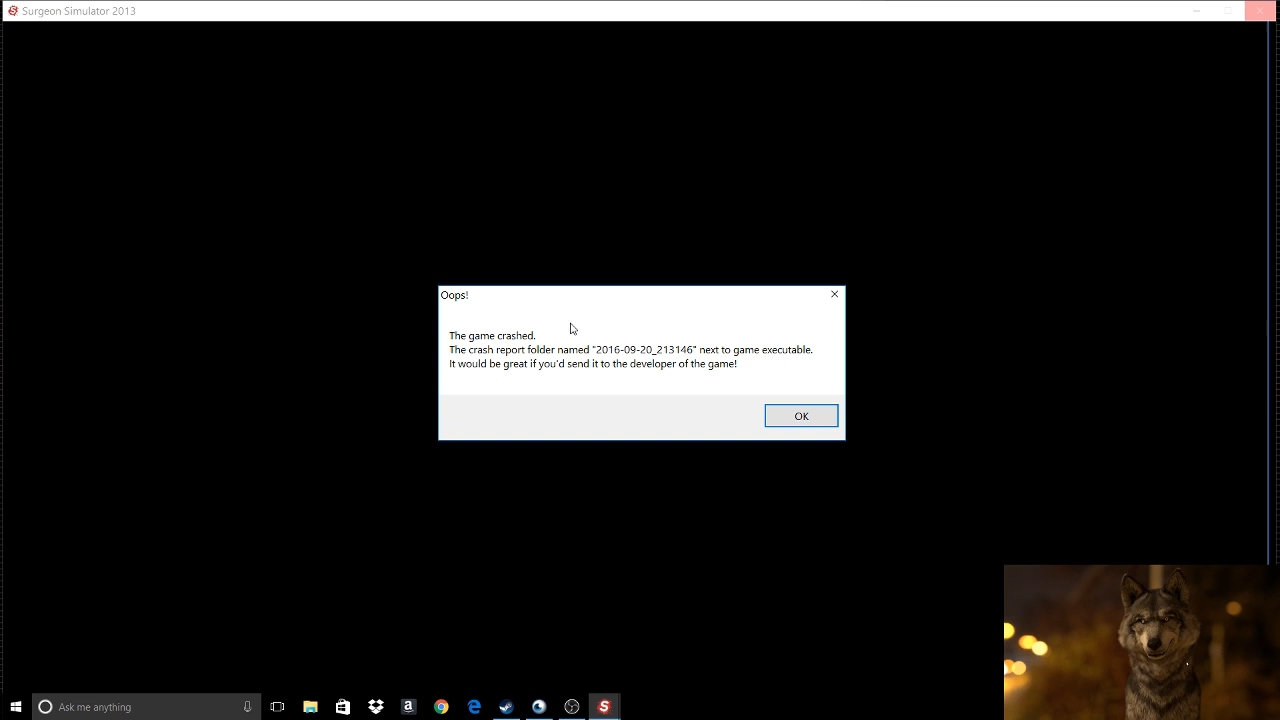 Surgeon Simulator 2013
Oops!
The game crashed.
The crash report folder named "2016-09-20_213146" next to game executable.
It would be great if you'd send it to the developer of the game!
OK
Ask me anything